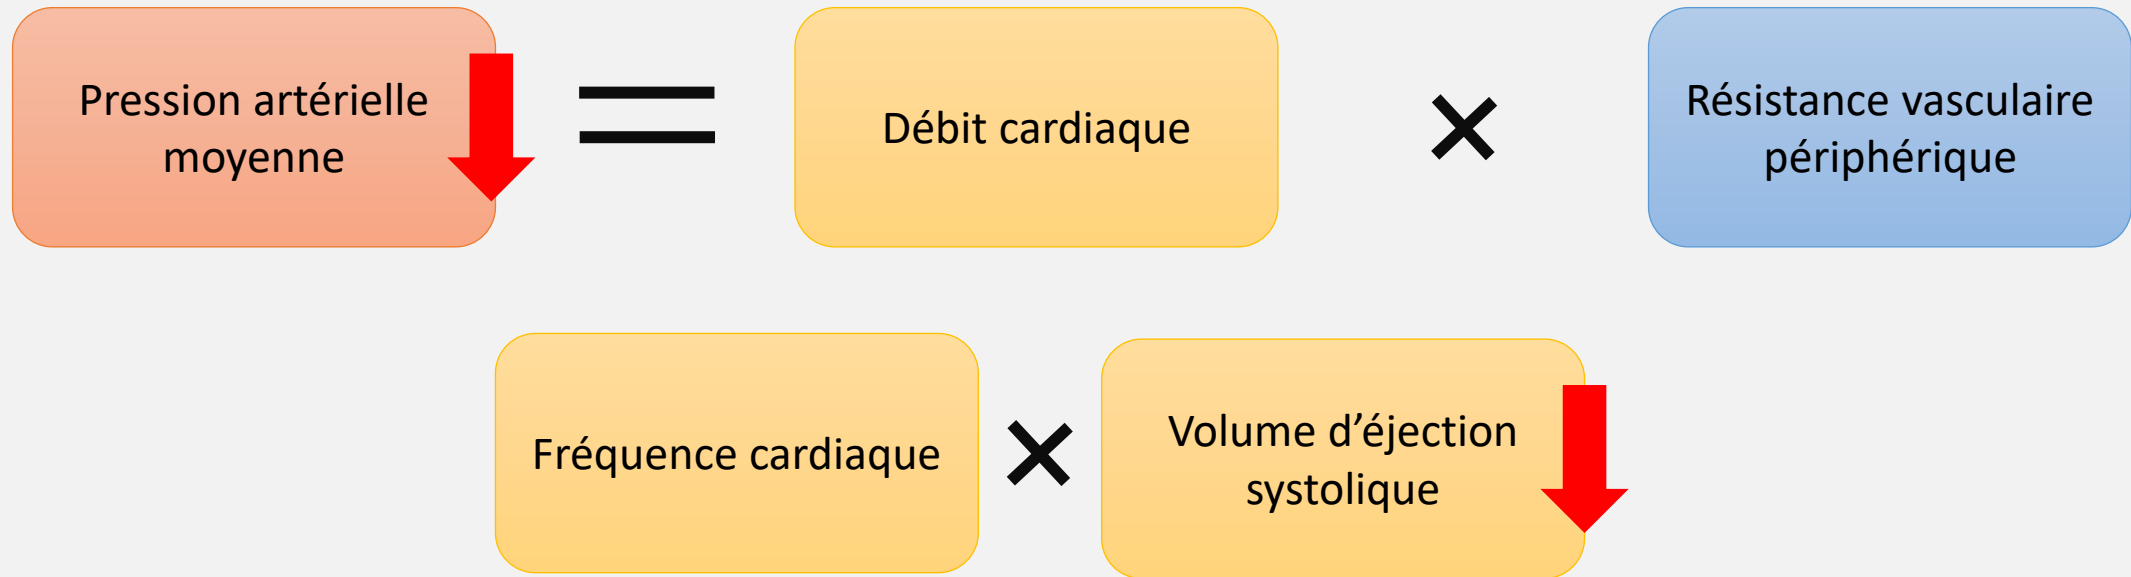 Pression artérielle
moyenne
Débit cardiaque
Résistance vasculaire
périphérique
Fréquence cardiaque
Volume d’éjection
systolique